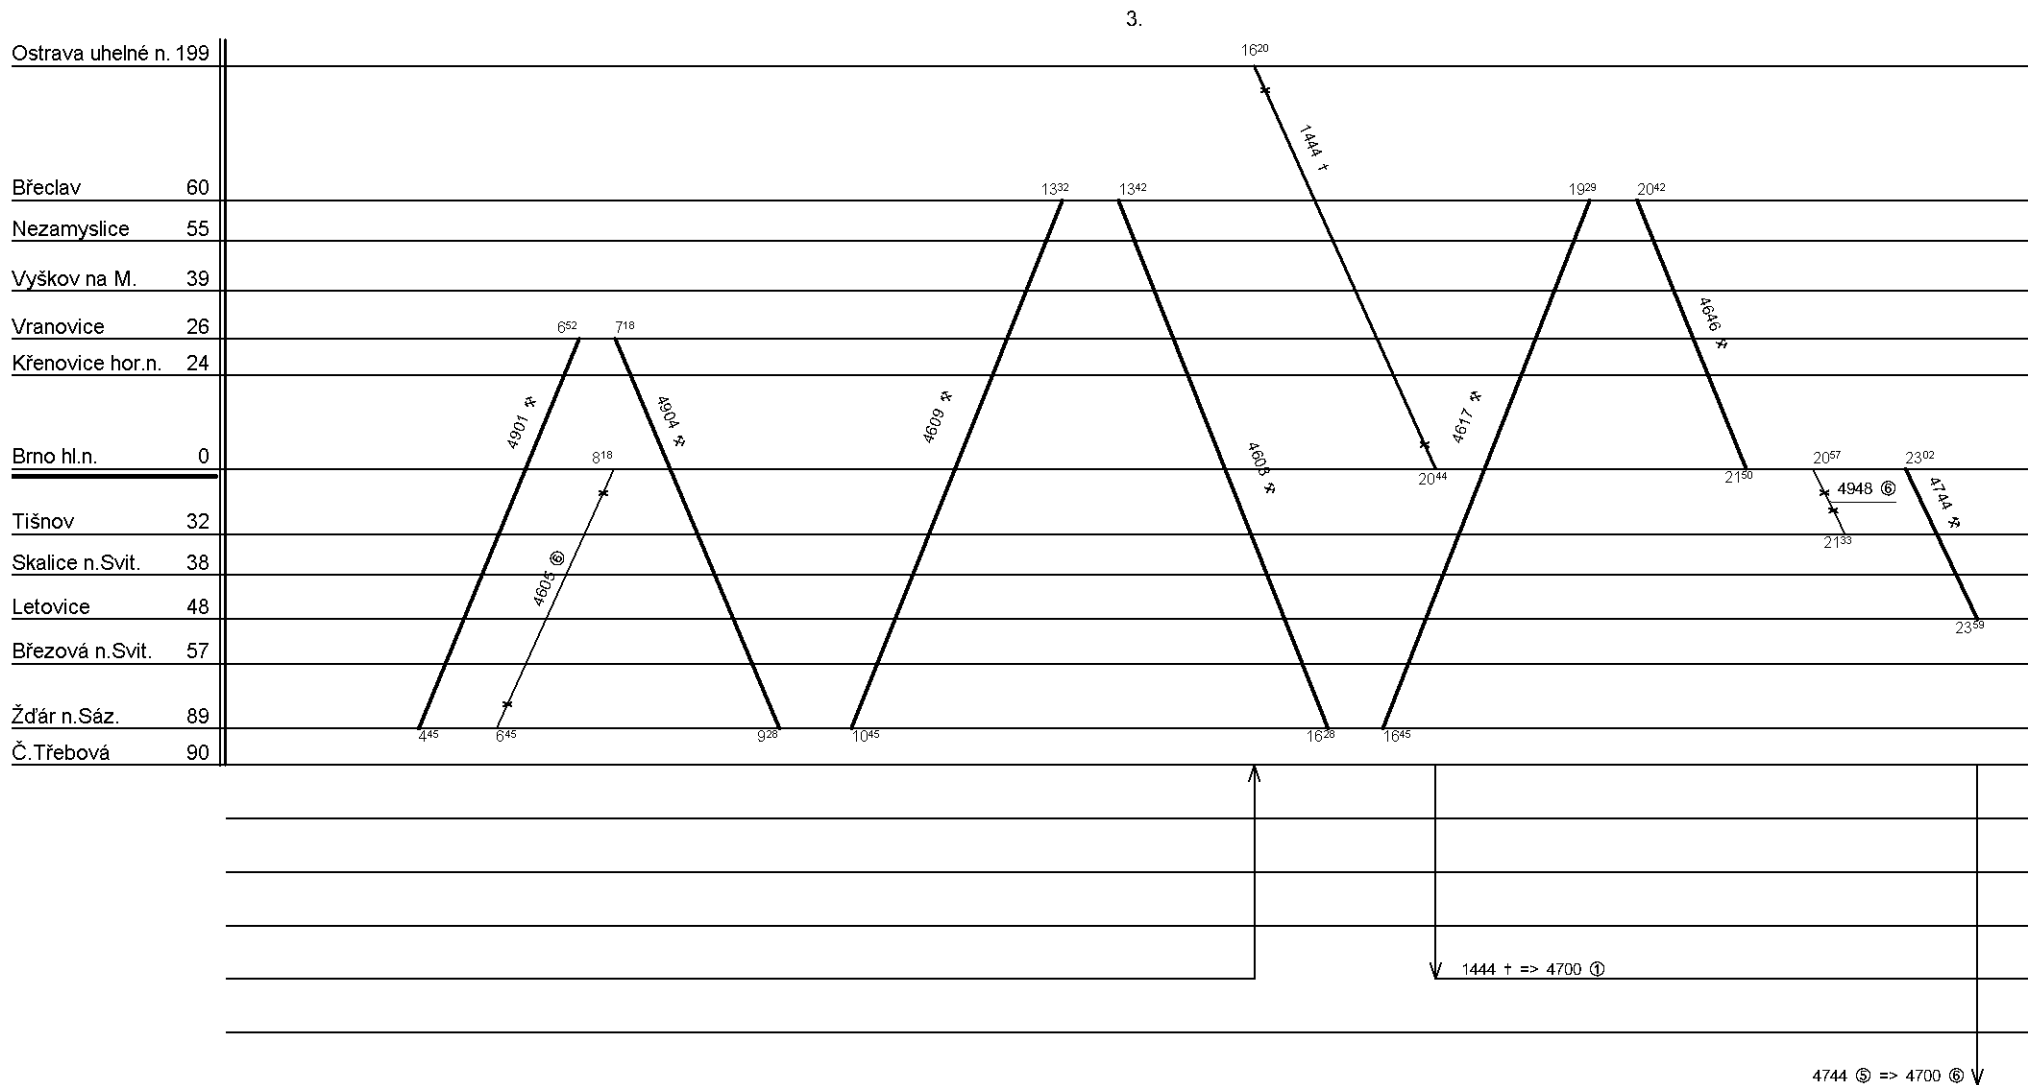 3.
Ostrava uhelné n. 199
16²⁰
1444 †
Břeclav 60
13³² 13⁴² 19²⁹ 20⁴²
Nezamyslice 55
Vyškov na M. 39
Vranovice 26
6⁵² 7¹⁸
4646 ⚒
Křenovice hor.n. 24
4901 ⚒
4904 ⚒
4609 ⚒
4617 ⚒
Brno hl.n. 0
8¹⁸
4608 ⚒
20⁴⁴ 21⁵⁰
20⁵⁷ 23⁰²
4948 ⑥
4744 ⚒
Tišnov 32
21³³
Skalice n.Svit. 38
4605 ⑥
Letovice 48
23⁵⁹
Březová n.Svit. 57
Žďár n.Sáz. 89
4⁴⁵ 6⁴⁵ 9²⁸ 10⁴⁵ 16²⁸ 16⁴⁵
Č.Třebová 90
1444 † => 4700 ①
4744 ⑤ => 4700 ⑥